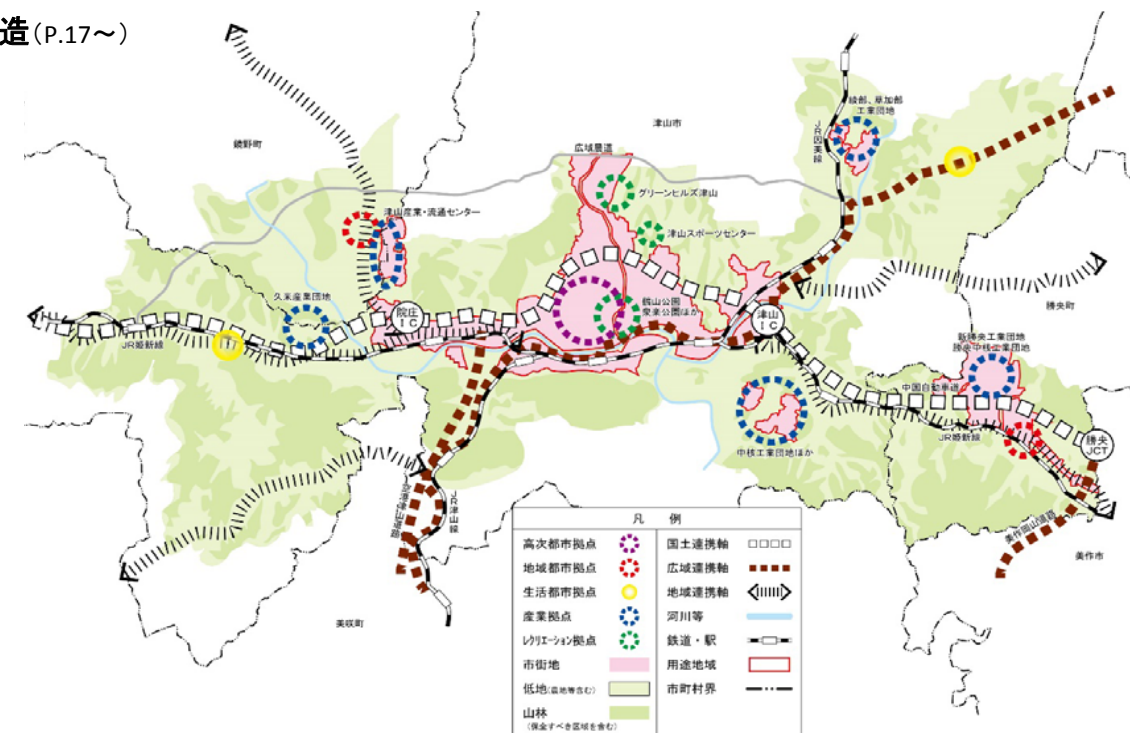 造(P.17～)
津山市
鏡野町
広域農道
JR因美線
綾部、草加部
工業団地
グリーンヒルズ津山
津山産業・流通センター
津山スポーツセンター
久米産業団地
院庄
IC
鶴山公園
衆楽公園ほか
津山
IC
勝央町
JR姫新線
新勝央工業団地
勝央中核工業団地
中国自動車道
JR姫新線
勝央
JCT
中核工業団地ほか
JR津山線
美作岡山道路
美作市
美咲町
凡 例
高次都市拠点
地域都市拠点
生活都市拠点
産業拠点
レクリエーション拠点
市街地
低地(農地等含む)
山林
(保全すべき区域を含む)
国土連携軸
広域連携軸
地域連携軸
河川等
鉄道・駅
用途地域
市町村界